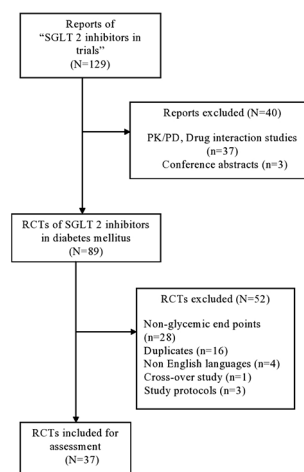 Reports of
“SGLT 2 inhibitors in
trials”
(N=129)
Reports excluded (N=40)
PK/PD, Drug interaction studies
(n=37)
Conference abstracts (n=3)
RCTs of SGLT 2 inhibitors
in diabetes mellitus
(N=89)
RCTs excluded (N=52)
Non-glycemic end points
(n=28)
Duplicates (n=16)
Non English languages (n=4)
Cross-over study (n=1)
Study protocols (n=3)
RCTs included for
assessment
(N=37)